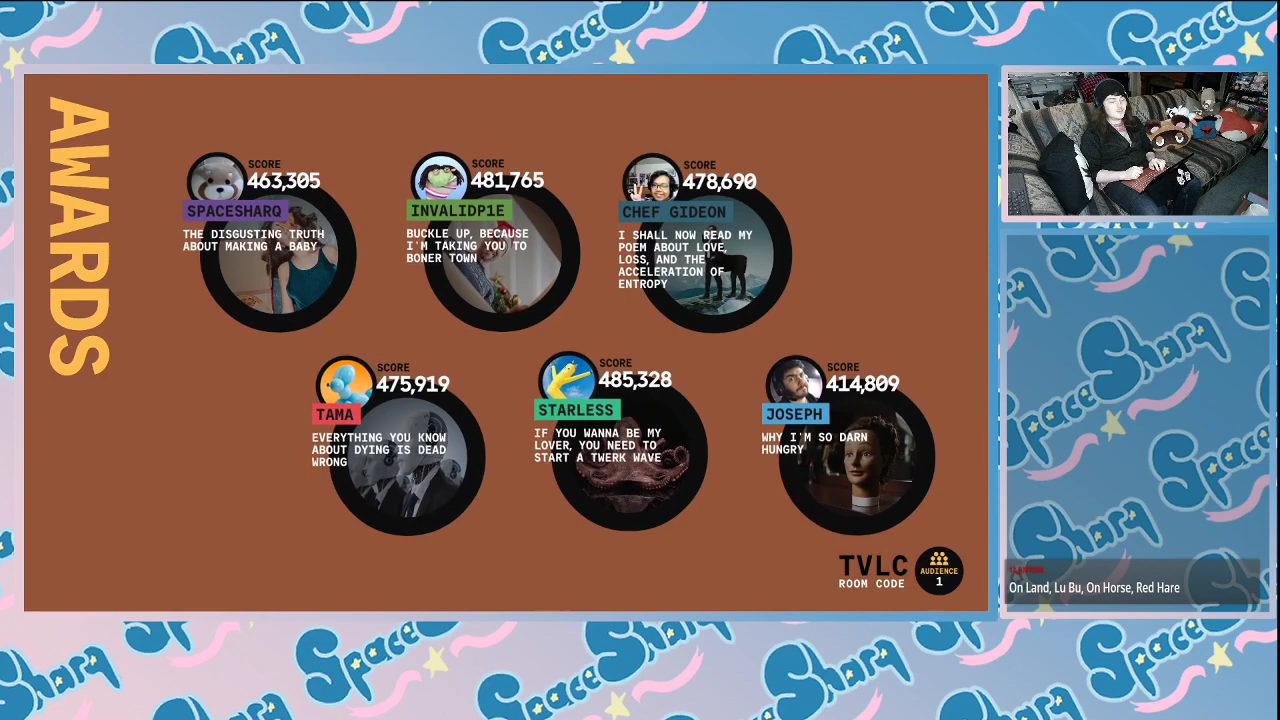 AWARDS
SCORE
463,305
SPACESHARQ
THE DISGUSTING TRUTH
ABOUT MAKING A BABY
SCORE
481,765
INVALIDP1E
BUCKLE UP, BECAUSE
I'M TAKING YOU TO
BONER TOWN
SCORE
478,690
CHEF GIDEON
I SHALL NOW READ MY
POEM ABOUT LOVE,
LOSS, AND THE
ACCELERATION OF
ENTROPY
SCORE
475,919
TAMA
EVERYTHING YOU KNOW
ABOUT DYING IS DEAD
WRONG
SCORE
485,328
STARLESS
IF YOU WANNA BE MY
LOVER, YOU NEED TO
START A TWERK WAVE
SCORE
414,809
JOSEPH
WHY I'M SO DARN
HUNGRY
TVLC
ROOM CODE
AUDIENCE
1
On Land, Lu Bu, On Horse, Red Hare
Space Sharq